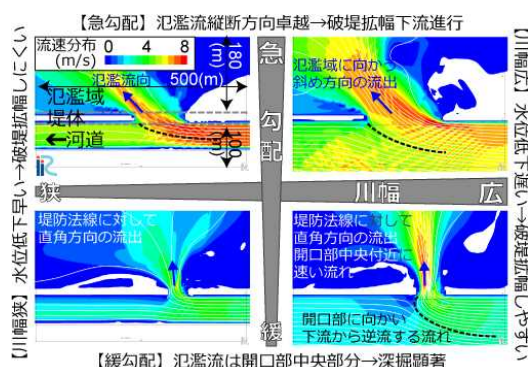 【急勾配】氾濫流縦断方向卓越→破堤拡幅下流進行
流速分布
(m/s)
0 4 8
氾濫流向
500(m)
180
(m)
氾濫域
堤体
←河道
氾濫域に向かう
斜め方向の流出
急
勾
配
緩
狭
川幅
広
堤防法線に対して
直角方向の流出
堤防法線に対して
直角方向の流出
開口部中央付近に
速い流れ
開口部に向かい
下流から逆流する流れ
【川幅狭】水位低下早い→破堤拡幅しにくい
【川幅広】水位低下遅い→破堤拡幅しやすい
【緩勾配】氾濫流は開口部中央部分→深掘顕著